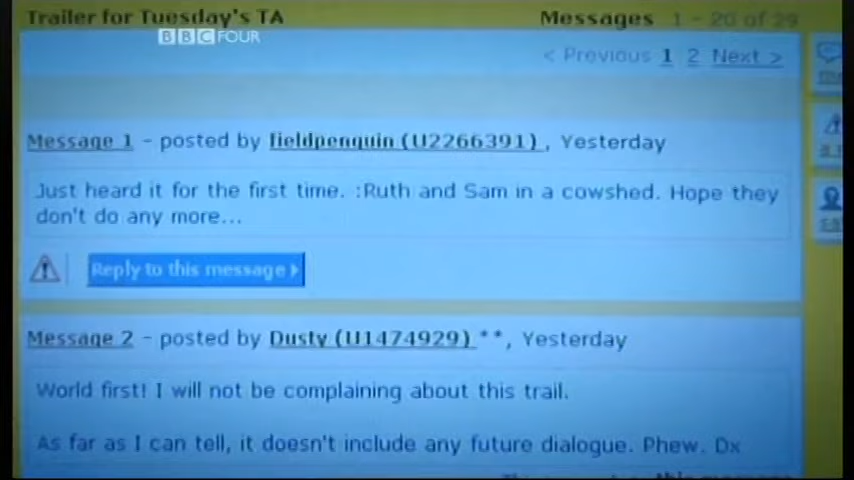 Trailer for Tuesday's TA
Messages 1 - 20 of 29
BBC FOUR
< Previous 1 2 Next >
Message 1 - posted by fieldpenguin (U2266391) , Yesterday
Just heard it for the first time. :Ruth and Sam in a cowshed. Hope they
don't do any more...
Reply to this message
Message 2 - posted by Dusty (U1474929) **, Yesterday
World first! I will not be complaining about this trail.
As far as I can tell, it doesn't include any future dialogue. Phew. Dx